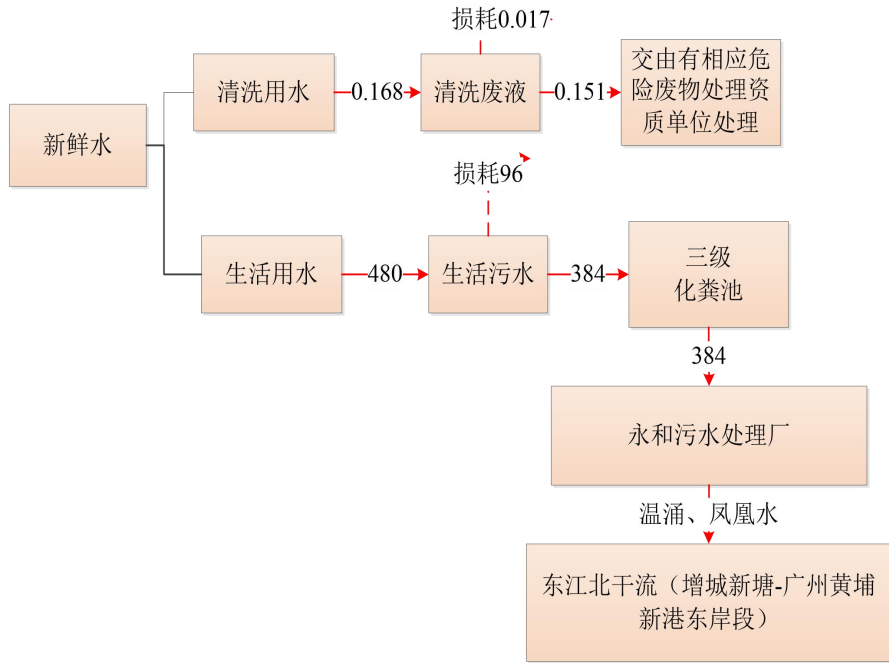 损耗0.017
清洗用水
0.168
清洗废液
0.151
交由有相应危
险废物处理资
质单位处理
新鲜水
损耗96
生活用水
480
生活污水
384
三级
化粪池
384
永和污水处理厂
温涌、凤凰水
东江北干流（增城新塘-广州黄埔
新港东岸段）